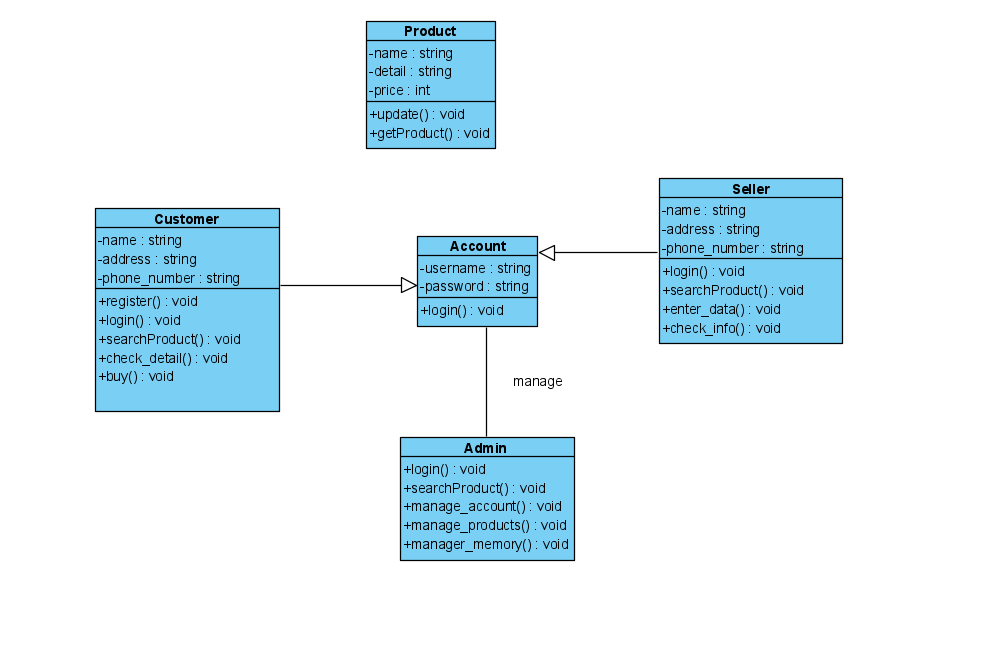 Product
-name : string
-detail : string
-price : int
+update() : void
+getProduct() : void
Customer
-name : string
-address : string
-phone_number : string
+register() : void
+login() : void
+searchProduct() : void
+check_detail() : void
+buy() : void
Account
-username : string
-password : string
+login() : void
Seller
-name : string
-address : string
-phone_number : string
+login() : void
+searchProduct() : void
+enter_data() : void
+check_info() : void
manage
Admin
+login() : void
+searchProduct() : void
+manage_account() : void
+manage_products() : void
+manager_memory() : void